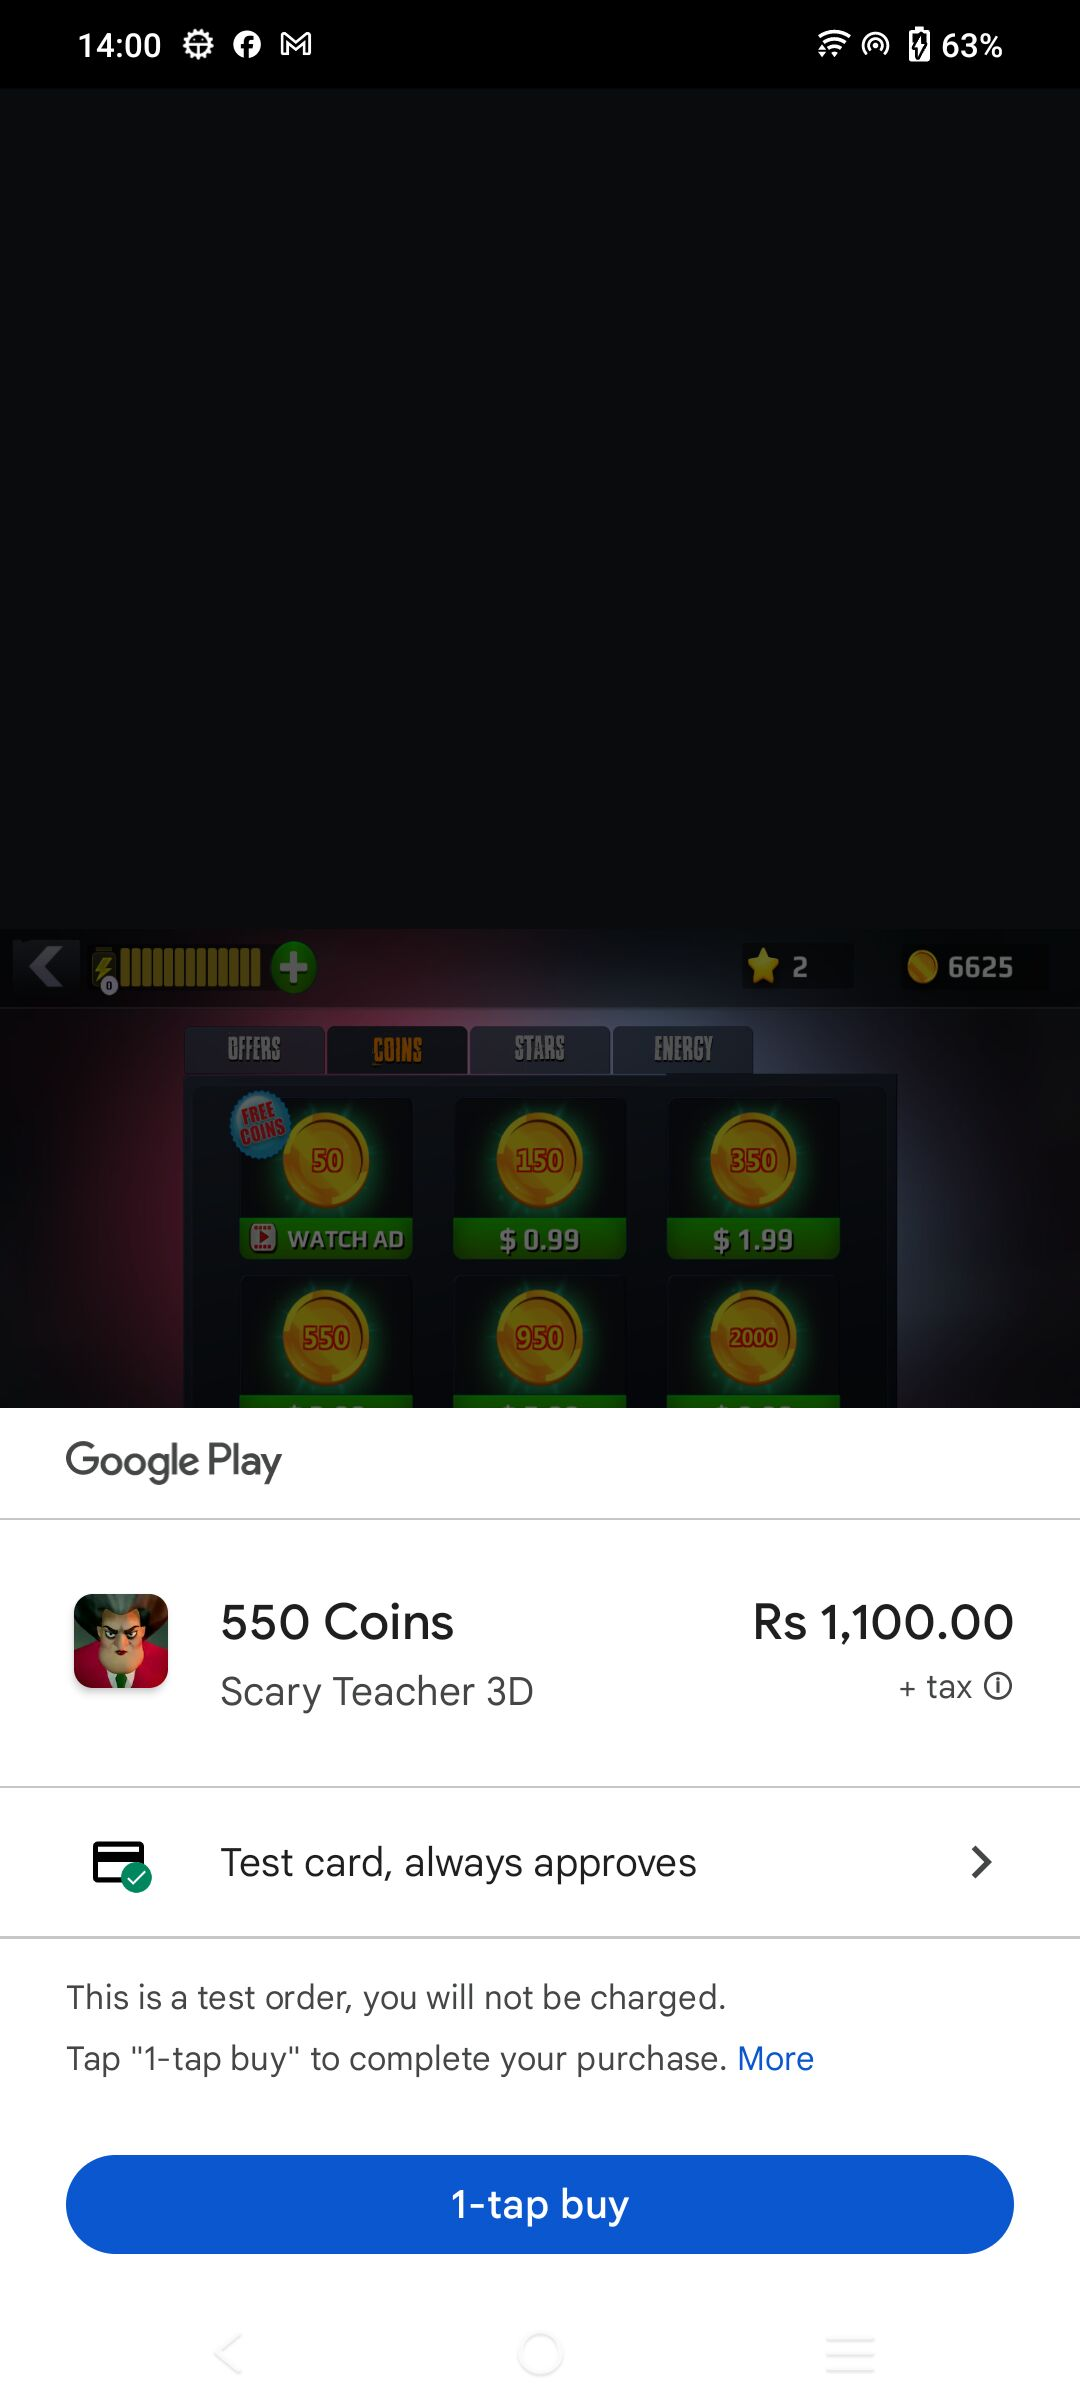 14:00 63%
0 2 6625
OFFERS COINS STARS ENERGY
FREE COINS 50 150 350
WATCH AD $ 0.99 $ 1.99
550 950 2000
Google Play
550 Coins Rs 1,100.00
Scary Teacher 3D + tax
Test card, always approves
This is a test order, you will not be charged.
Tap "1-tap buy" to complete your purchase. More
1-tap buy